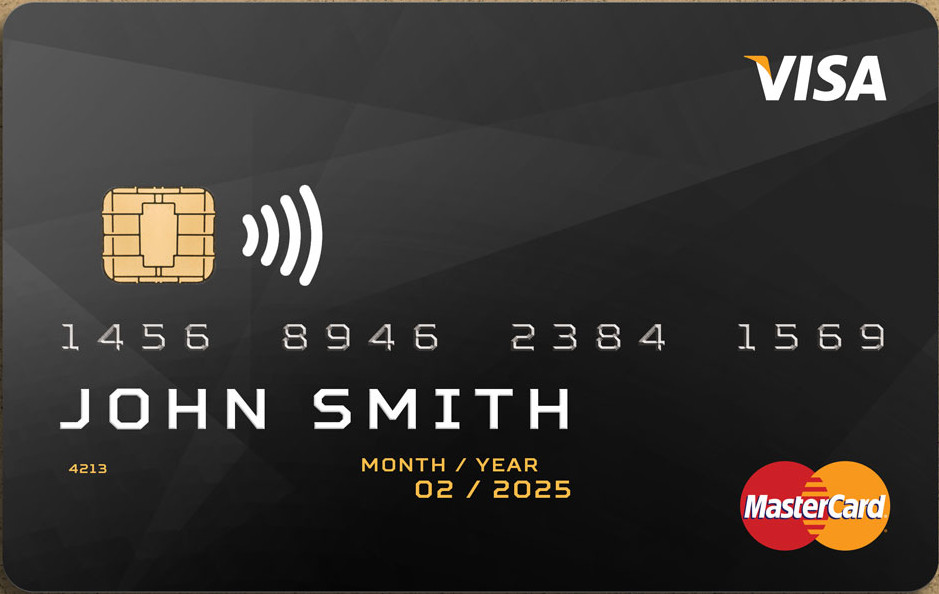 VISA
1456 8946 2384 1569
JOHN SMITH
4213
MONTH / YEAR
02 / 2025
MasterCard